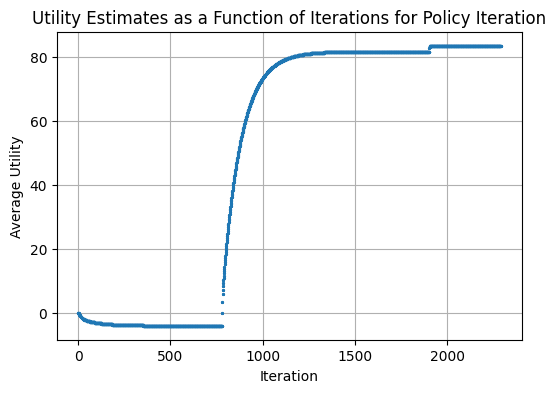 Utility Estimates as a Function of Iterations for Policy Iteration
Average Utility
80
60
40
20
0
0 500 1000 1500 2000
Iteration